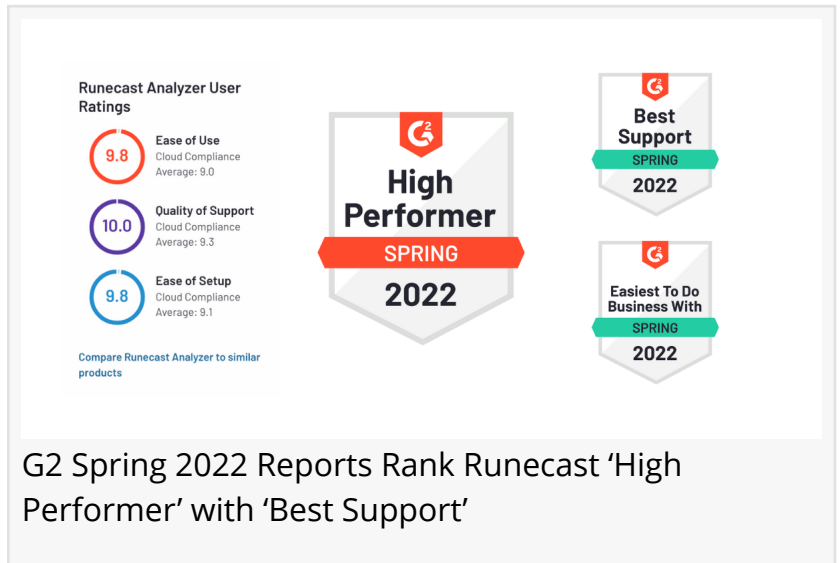 Runecast Analyzer User
Ratings
9.8
Ease of Use
Cloud Compliance
Average: 9.0
10.0
Quality of Support
Cloud Compliance
Average: 9.3
9.8
Ease of Setup
Cloud Compliance
Average: 9.1
Compare Runecast Analyzer to similar
products
G2
High
Performer
SPRING
2022
G2
Best
Support
SPRING
2022
G2
Easiest To Do
Business With
SPRING
2022
G2 Spring 2022 Reports Rank Runecast ‘High
Performer’ with ‘Best Support’